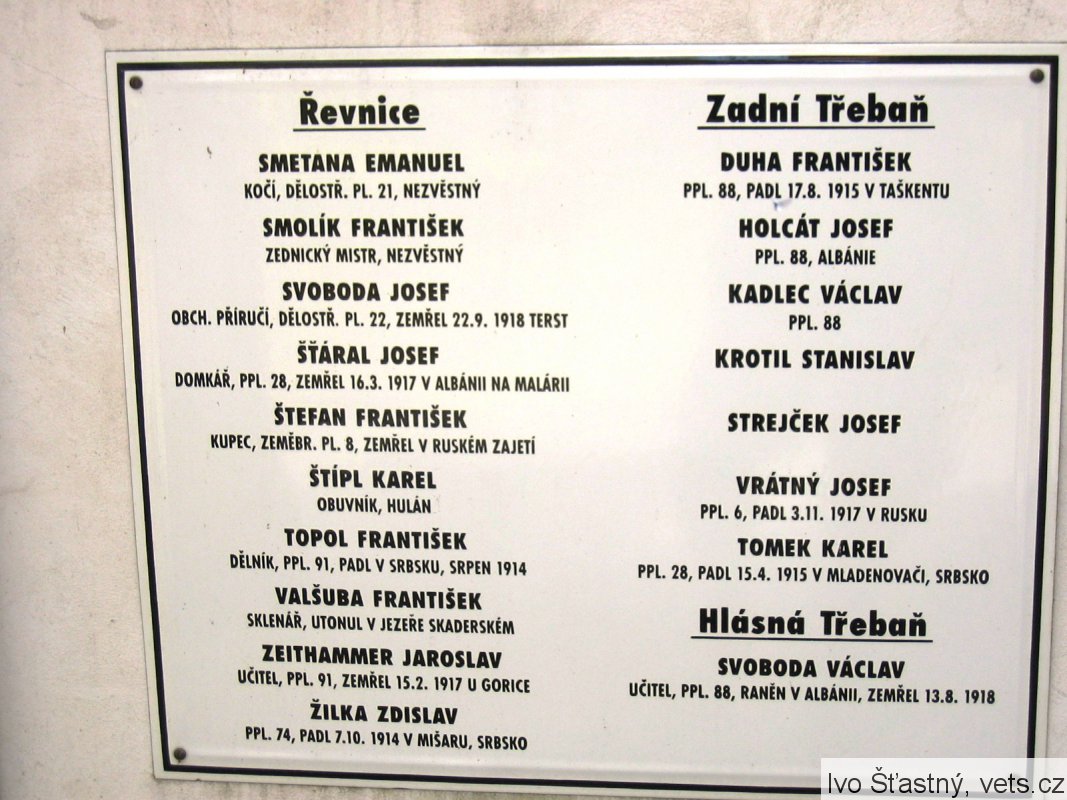 Řevnice
SMETANA EMANUEL
KOČÍ, DĚLOSTŘ. PL. 21, NEZVĚSTNÝ
SMOLÍK FRANTIŠEK
ZEDNICKÝ MISTR, NEZVĚSTNÝ
SVOBODA JOSEF
OBCH. PŘÍRUČÍ, DĚLOSTŘ. PL. 22, ZEMŘEL 22.9. 1918 TERST
ŠŤÁRAL JOSEF
DOMKÁŘ, PPL. 28, ZEMŘEL 16.3. 1917 V ALBÁNII NA MALÁRII
ŠTEFAN FRANTIŠEK
KUPEC, ZEMĚBR. PL. 8, ZEMŘEL V RUSKÉM ZAJETÍ
ŠTÍPL KAREL
OBUVNÍK, HULÁN
TOPOL FRANTIŠEK
DĚLNÍK, PPL. 91, PADL V SRBSKU, SRPEN 1914
VALŠUBA FRANTIŠEK
SKLENÁŘ, UTONUL V JEZEŘE SKADERSKÉM
ZEITHAMMER JAROSLAV
UČITEL, PPL. 91, ZEMŘEL 15.2. 1917 U GORICE
ŽILKA ZDISLAV
PPL. 74, PADL 7.10. 1914 V MIŠARU, SRBSKO
Zadní Třebaň
DUHA FRANTIŠEK
PPL. 88, PADL 17.8. 1915 V TAŠKENTU
HOLCÁT JOSEF
PPL. 88, ALBÁNIE
KADLEC VÁCLAV
PPL. 88
KROTIL STANISLAV
STREJČEK JOSEF
VRÁTNÝ JOSEF
PPL. 6, PADL 3.11. 1917 V RUSKU
TOMEK KAREL
PPL. 28, PADL 15.4. 1915 V MLADENOVAČI, SRBSKO
Hlásná Třebaň
SVOBODA VÁCLAV
UČITEL, PPL. 88, RANĚN V ALBÁNII, ZEMŘEL 13.8. 1918
Ivo Šťastný, vets.cz